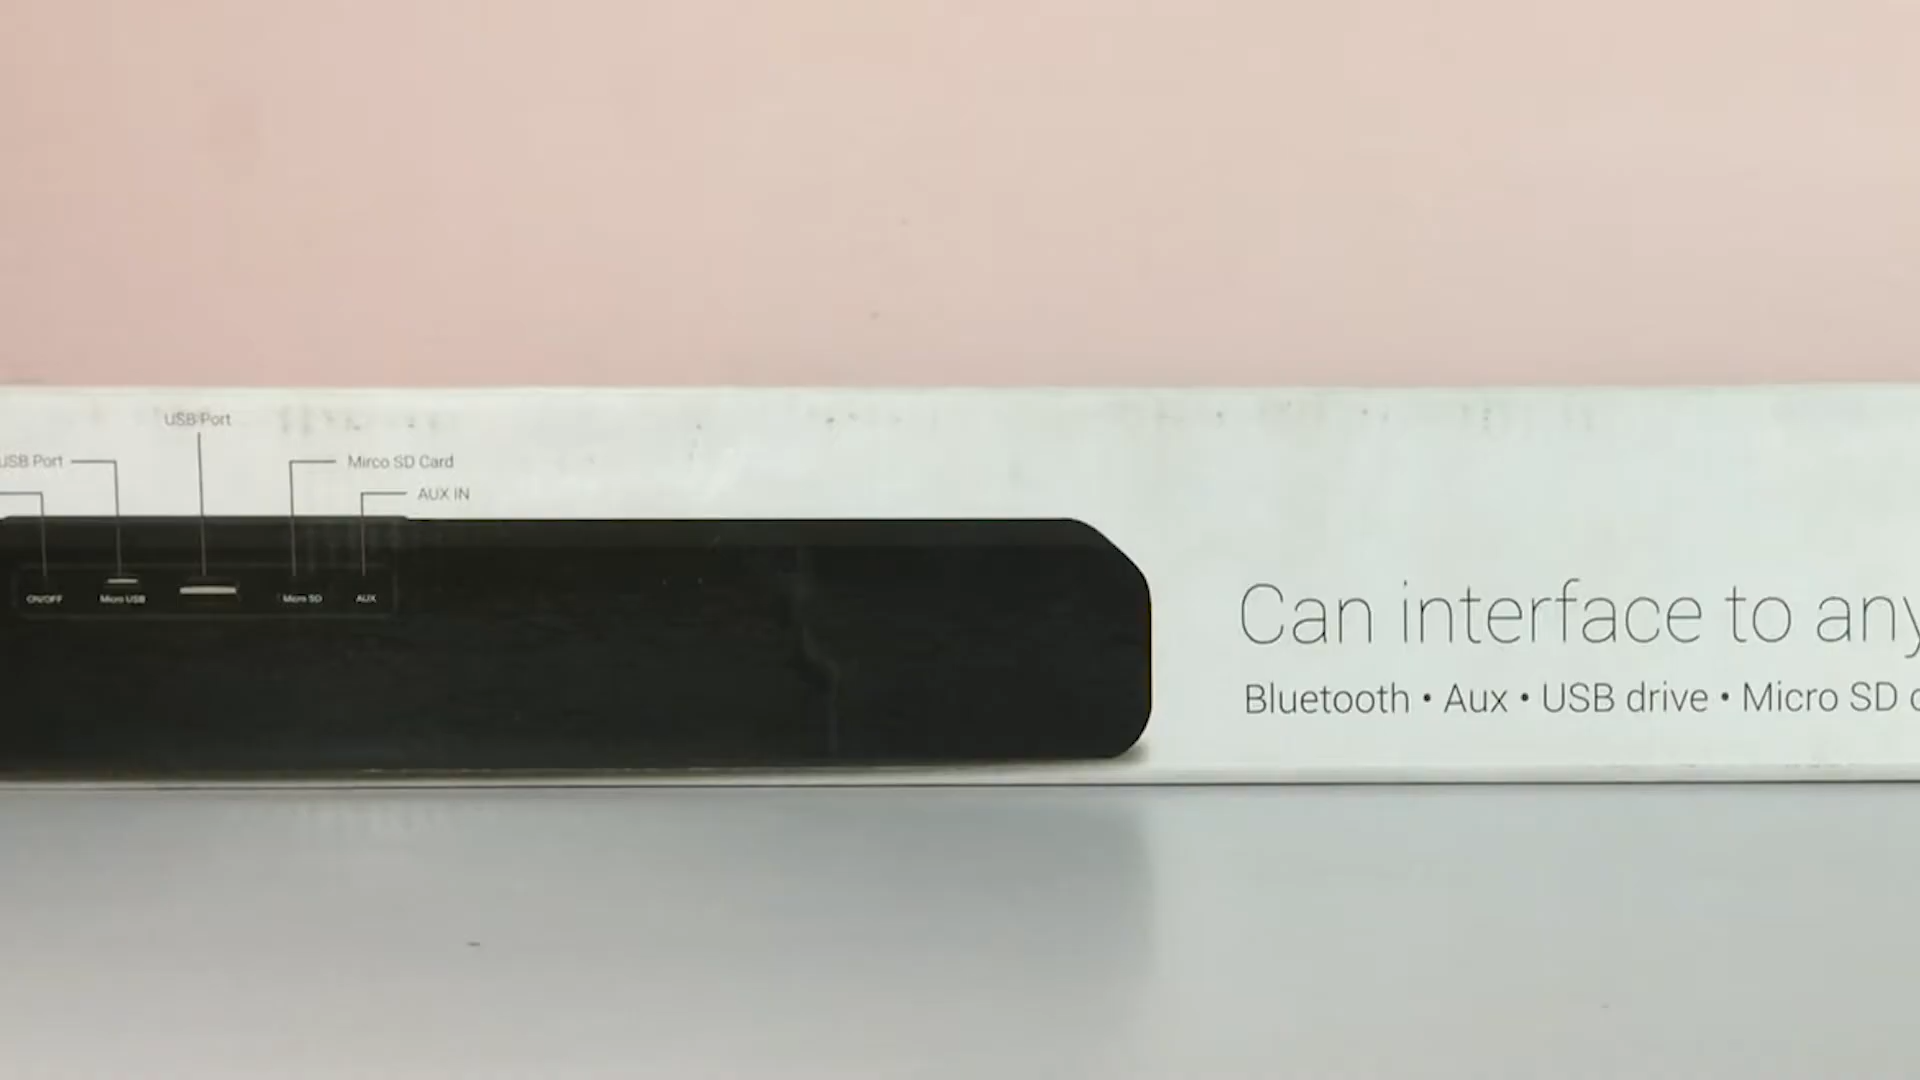 USB Port
USB Port
Mirco SD Card
AUX IN
ON/OFF
Micro USB
Micro SD
AUX
Can interface to any
Bluetooth • Aux • USB drive • Micro SD